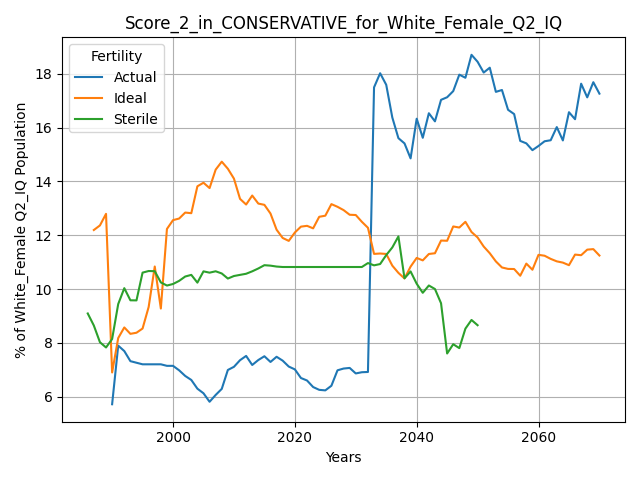 Score_2_in_CONSERVATIVE_for_White_Female_Q2_IQ
Fertility
Actual
Ideal
Sterile
% of White_Female Q2_IQ Population
18
16
14
12
10
8
6
2000
2020
2040
2060
Years